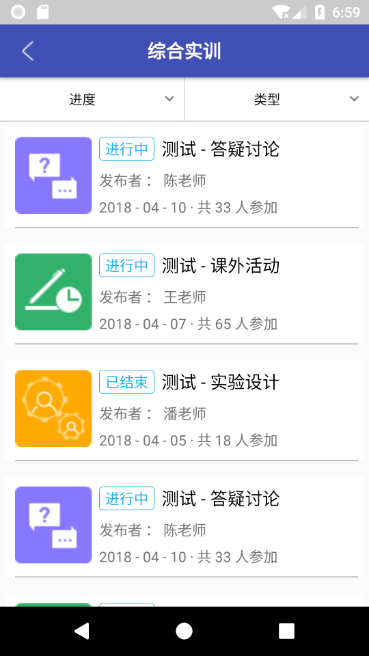 6:59
综合实训
进度
类型
进行中 测试 - 答疑讨论
发布者： 陈老师
2018 - 04 - 10 · 共 33 人参加
进行中 测试 - 课外活动
发布者： 王老师
2018 - 04 - 07 · 共 65 人参加
已结束 测试 - 实验设计
发布者： 潘老师
2018 - 04 - 05 · 共 18 人参加
进行中 测试 - 答疑讨论
发布者： 陈老师
2018 - 04 - 10 · 共 33 人参加